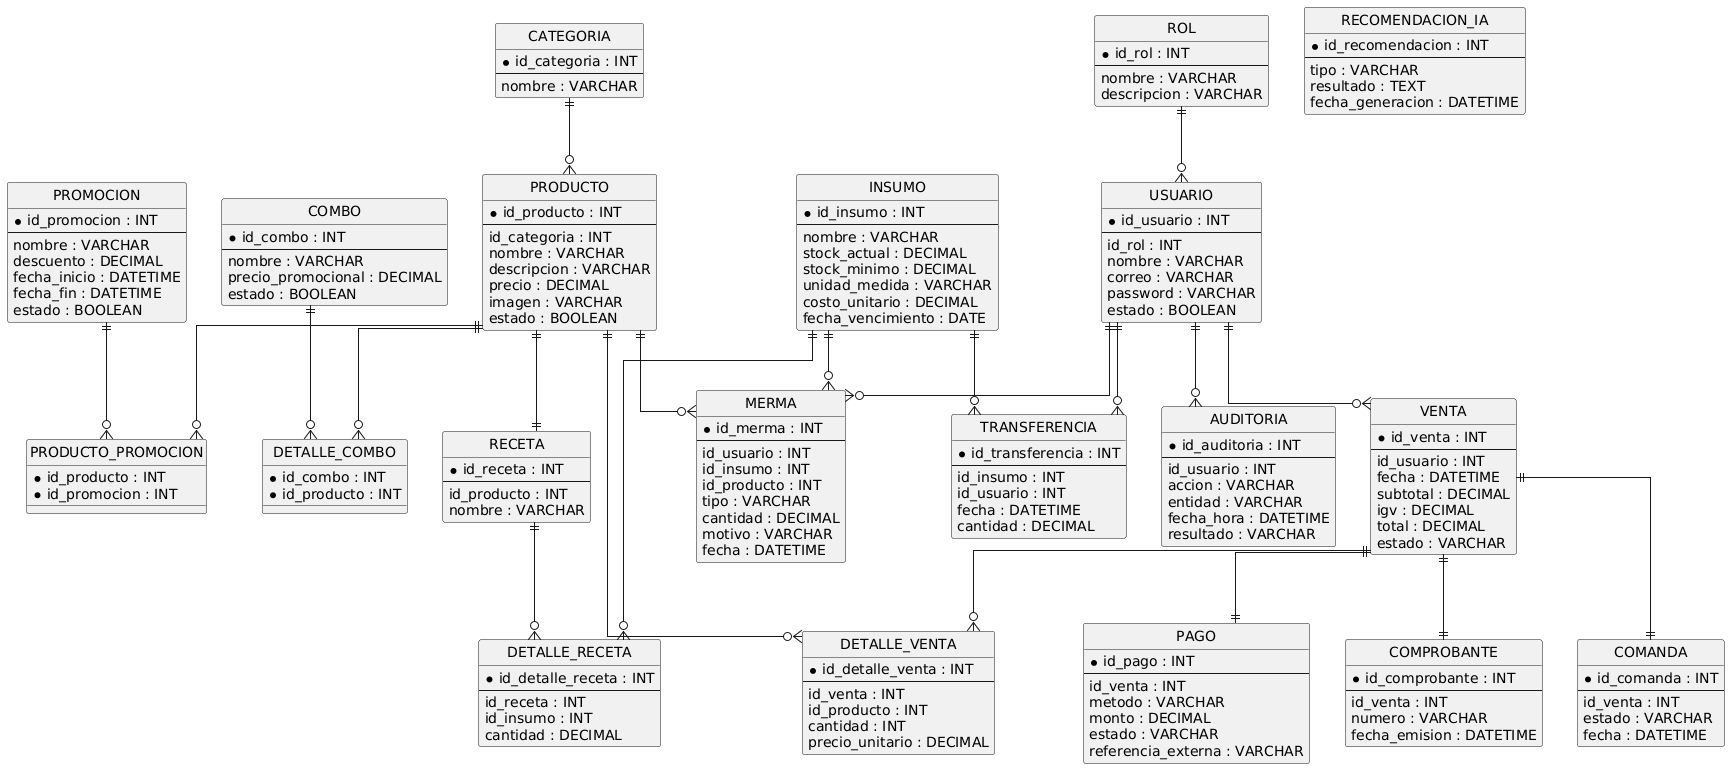 CATEGORIA
* id_categoria : INT
nombre : VARCHAR
ROL
* id_rol : INT
nombre : VARCHAR
descripcion : VARCHAR
RECOMENDACION_IA
* id_recomendacion : INT
tipo : VARCHAR
resultado : TEXT
fecha_generacion : DATETIME
PROMOCION
* id_promocion : INT
nombre : VARCHAR
descuento : DECIMAL
fecha_inicio : DATETIME
fecha_fin : DATETIME
estado : BOOLEAN
COMBO
* id_combo : INT
nombre : VARCHAR
precio_promocional : DECIMAL
estado : BOOLEAN
PRODUCTO
* id_producto : INT
id_categoria : INT
nombre : VARCHAR
descripcion : VARCHAR
precio : DECIMAL
imagen : VARCHAR
estado : BOOLEAN
INSUMO
* id_insumo : INT
nombre : VARCHAR
stock_actual : DECIMAL
stock_minimo : DECIMAL
unidad_medida : VARCHAR
costo_unitario : DECIMAL
fecha_vencimiento : DATE
USUARIO
* id_usuario : INT
id_rol : INT
nombre : VARCHAR
correo : VARCHAR
password : VARCHAR
estado : BOOLEAN
PRODUCTO_PROMOCION
* id_producto : INT
* id_promocion : INT
DETALLE_COMBO
* id_combo : INT
* id_producto : INT
RECETA
* id_receta : INT
id_producto : INT
nombre : VARCHAR
MERMA
* id_merma : INT
id_usuario : INT
id_insumo : INT
id_producto : INT
tipo : VARCHAR
cantidad : DECIMAL
motivo : VARCHAR
fecha : DATETIME
TRANSFERENCIA
* id_transferencia : INT
id_insumo : INT
id_usuario : INT
fecha : DATETIME
cantidad : DECIMAL
AUDITORIA
* id_auditoria : INT
id_usuario : INT
accion : VARCHAR
entidad : VARCHAR
fecha_hora : DATETIME
resultado : VARCHAR
VENTA
* id_venta : INT
id_usuario : INT
fecha : DATETIME
subtotal : DECIMAL
igv : DECIMAL
total : DECIMAL
estado : VARCHAR
DETALLE_RECETA
* id_detalle_receta : INT
id_receta : INT
id_insumo : INT
cantidad : DECIMAL
DETALLE_VENTA
* id_detalle_venta : INT
id_venta : INT
id_producto : INT
cantidad : INT
precio_unitario : DECIMAL
PAGO
* id_pago : INT
id_venta : INT
metodo : VARCHAR
monto : DECIMAL
estado : VARCHAR
referencia_externa : VARCHAR
COMPROBANTE
* id_comprobante : INT
id_venta : INT
numero : VARCHAR
fecha_emision : DATETIME
COMANDA
* id_comanda : INT
id_venta : INT
estado : VARCHAR
fecha : DATETIME